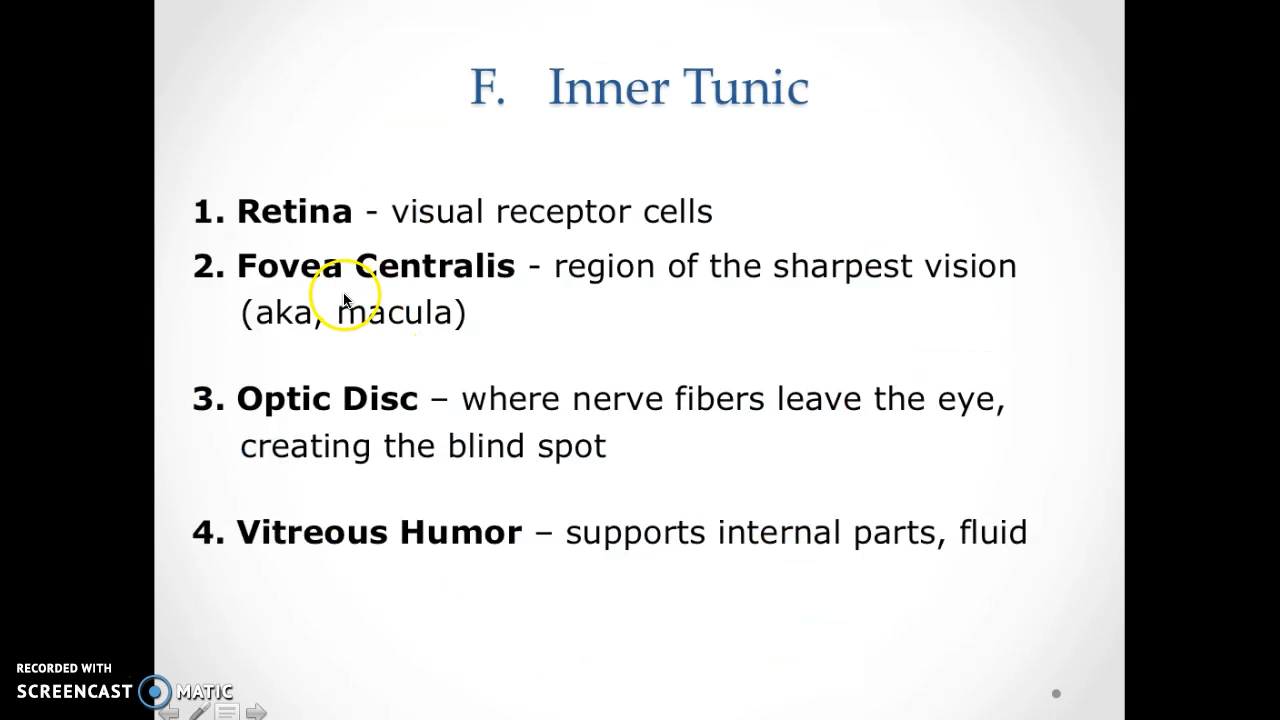 F. Inner Tunic
1. Retina - visual receptor cells
2. Fovea Centralis - region of the sharpest vision
(aka, macula)
3. Optic Disc – where nerve fibers leave the eye,
creating the blind spot
4. Vitreous Humor – supports internal parts, fluid
RECORDED WITH
SCREENCAST MATIC